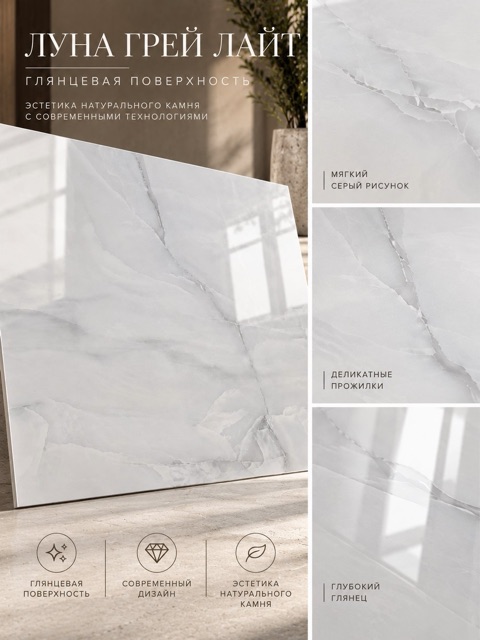 ЛУНА ГРЕЙ ЛАЙТ
ГЛЯНЦЕВАЯ ПОВЕРХНОСТЬ
ЭСТЕТИКА НАТУРАЛЬНОГО КАМНЯ
С СОВРЕМЕННЫМИ ТЕХНОЛОГИЯМИ
МЯГКИЙ
СЕРЫЙ РИСУНОК
ДЕЛИКАТНЫЕ
ПРОЖИЛКИ
ГЛУБОКИЙ
ГЛЯНЕЦ
ГЛЯНЦЕВАЯ
ПОВЕРХНОСТЬ
СОВРЕМЕННЫЙ
ДИЗАЙН
ЭСТЕТИКА
НАТУРАЛЬНОГО
КАМНЯ